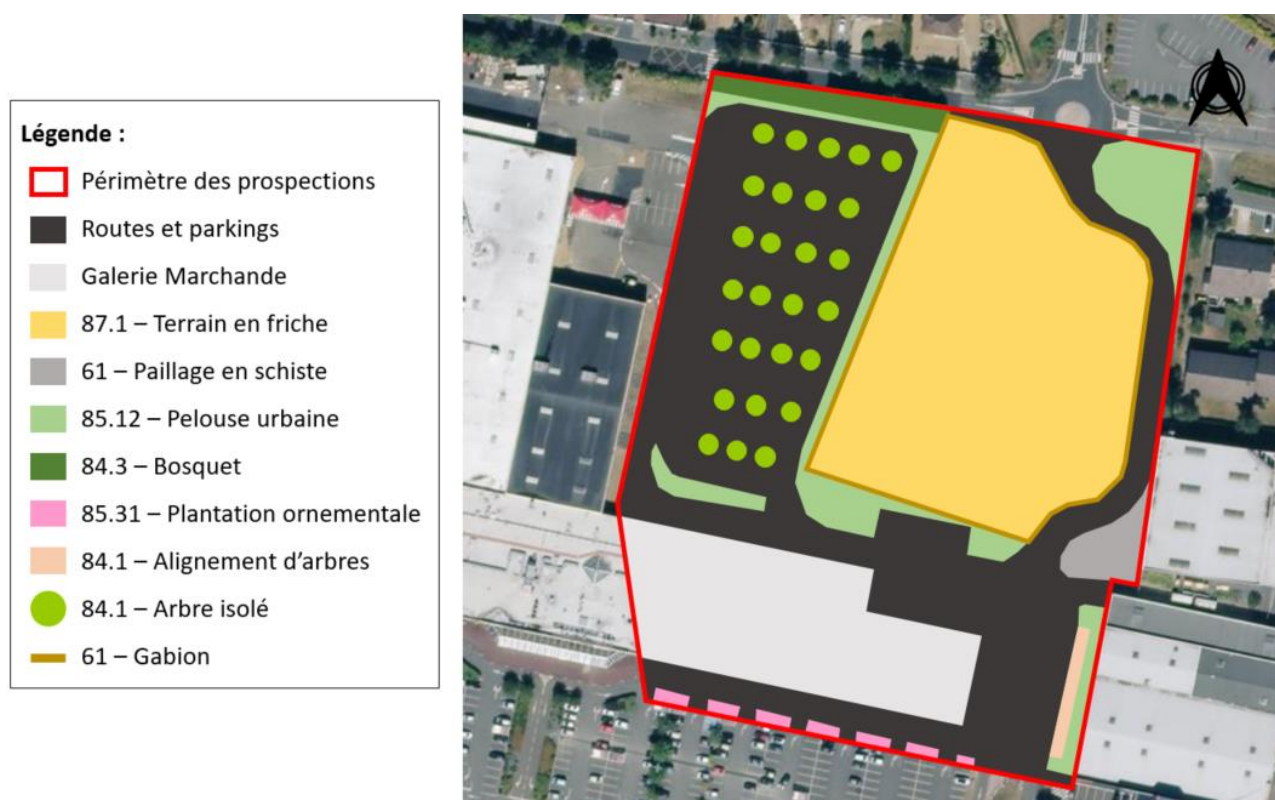 Légende :
Périmètre des prospections
Routes et parkings
Galerie Marchande
87.1 – Terrain en friche
61 – Paillage en schiste
85.12 – Pelouse urbaine
84.3 – Bosquet
85.31 – Plantation ornementale
84.1 – Alignement d’arbres
84.1 – Arbre isolé
61 – Gabion